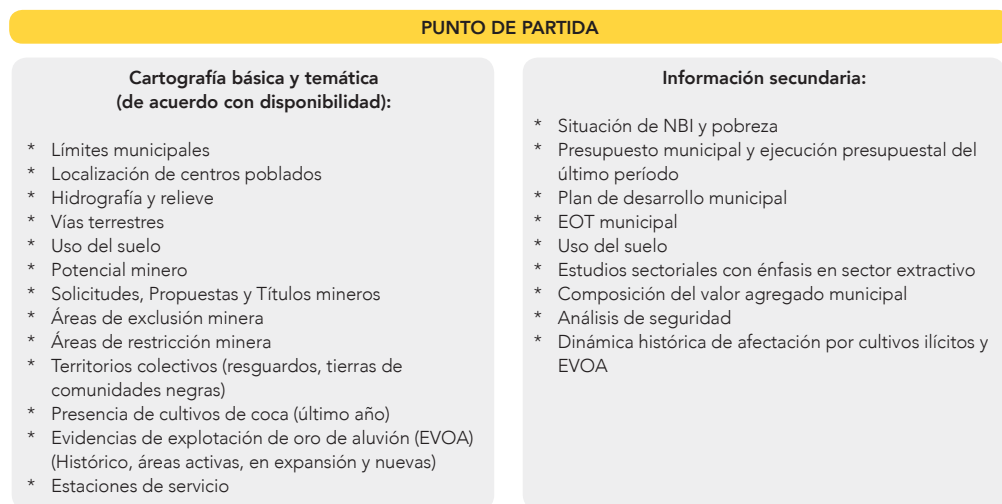 PUNTO DE PARTIDA
Cartografía básica y temática
(de acuerdo con disponibilidad):
* Límites municipales
* Localización de centros poblados
* Hidrografía y relieve
* Vías terrestres
* Uso del suelo
* Potencial minero
* Solicitudes, Propuestas y Títulos mineros
* Áreas de exclusión minera
* Áreas de restricción minera
* Territorios colectivos (resguardos, tierras de
comunidades negras)
* Presencia de cultivos de coca (último año)
* Evidencias de explotación de oro de aluvión (EVOA)
(Histórico, áreas activas, en expansión y nuevas)
* Estaciones de servicio
Información secundaria:
* Situación de NBI y pobreza
* Presupuesto municipal y ejecución presupuestal del
último período
* Plan de desarrollo municipal
* EOT municipal
* Uso del suelo
* Estudios sectoriales con énfasis en sector extractivo
* Composición del valor agregado municipal
* Análisis de seguridad
* Dinámica histórica de afectación por cultivos ilícitos y
EVOA